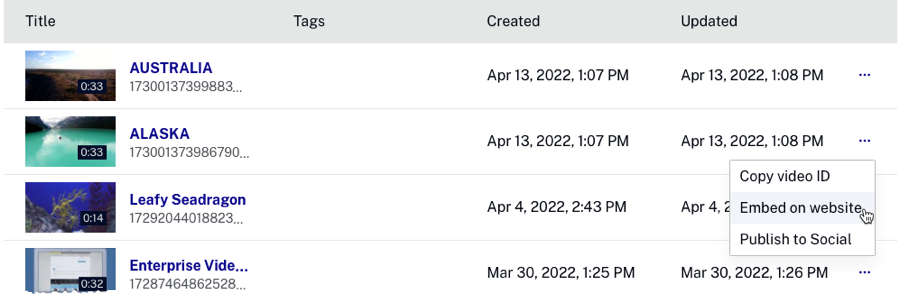 Title Tags Created Updated
AUSTRALIA
0:33 17300137399883... Apr 13, 2022, 1:07 PM Apr 13, 2022, 1:08 PM ...
ALASKA
0:33 173001373986790... Apr 13, 2022, 1:07 PM Apr 13, 2022, 1:08 PM ...
Copy video ID
Leafy Seadragon
0:14 17292044018823... Apr 4, 2022, 2:43 PM Apr 4, 2
Embed on website
Publish to Social
Enterprise Vide...
0:32 17287464862528... Mar 30, 2022, 1:25 PM Mar 30, 2022, 1:26 PM ...